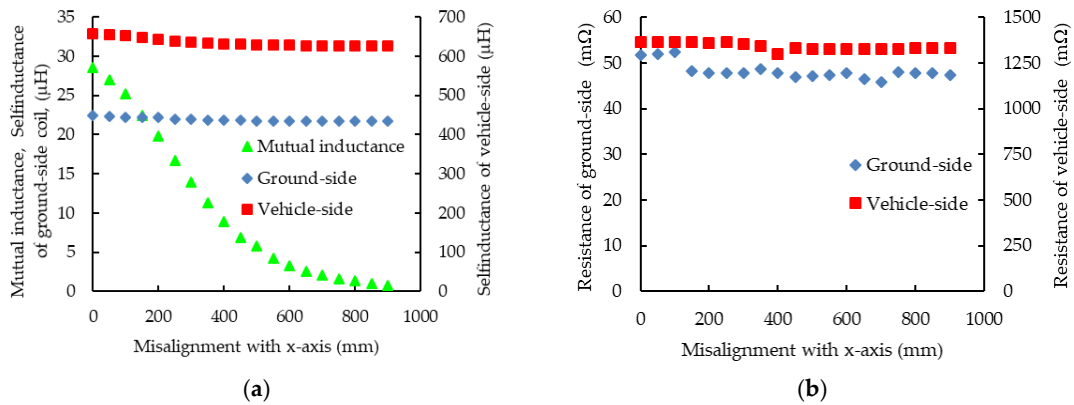 Mutual inductance, Selfinductance
of ground-side coil, (μH)
35
30
25
20
15
10
5
0
700
600
500
400
300
200
100
0
Selfinductance of vehicle-side (μH)
Mutual inductance
Ground-side
Vehicle-side
0 200 400 600 800 1000
Misalignment with x-axis (mm)
(a)
Resistance of ground-side (mΩ)
60
50
40
30
20
10
0
1500
1250
1000
750
500
250
0
Resistance of vehicle-side (mΩ)
Ground-side
Vehicle-side
0 200 400 600 800 1000
Misalignment with x-axis (mm)
(b)